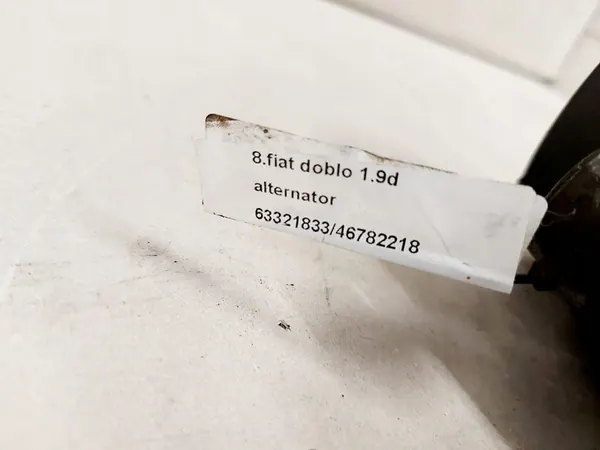 8.fiat doblo 1.9d
alternator
63321833/46782218